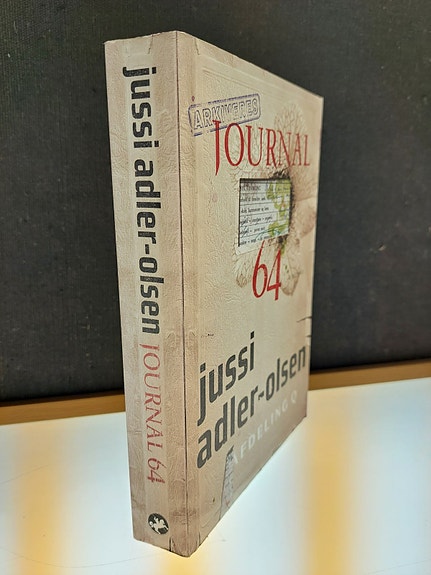 jussi adler-olsen JOURNAL 64
ARKIVERES
JOURNAL
64
jussi
adler-olsen
AFDELING Q